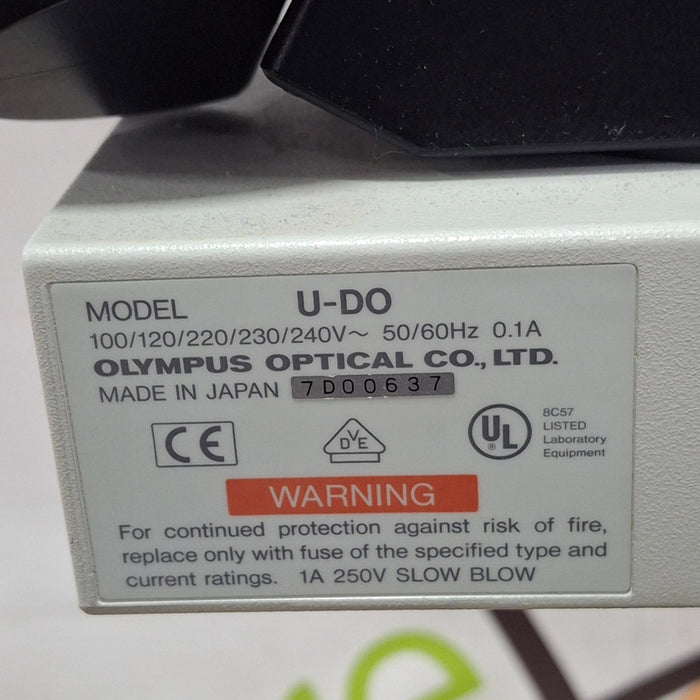 MODEL U-DO
100/120/220/230/240V~ 50/60Hz 0.1A
OLYMPUS OPTICAL CO., LTD.
MADE IN JAPAN 7D00637
CE
DVE
UL
®
8C57
LISTED
Laboratory
Equipment
WARNING
For continued protection against risk of fire,
replace only with fuse of the specified type and
current ratings. 1A 250V SLOW BLOW